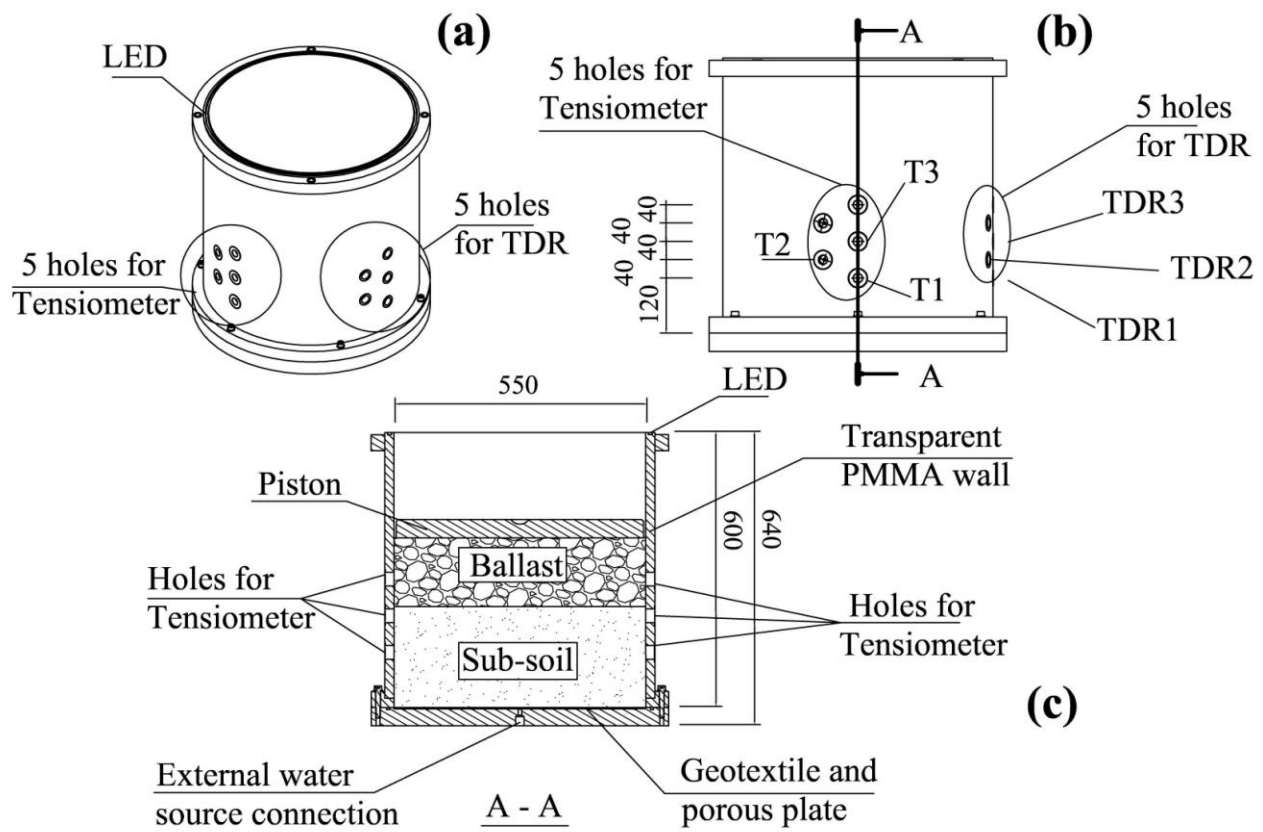 (a)
LED
5 holes
for TDR
5 holes for
Tensiometer
(b)
A
5 holes for
Tensiometer
5 holes
for TDR
T3
TDR3
T2
TDR2
T1
TDR1
40
40
40
40
120
A
550
LED
Transparent
PMMA wall
Piston
600
640
Ballast
Holes for
Tensiometer
Holes for
Tensiometer
Sub-soil
(c)
External water
source connection
Geotextile and
porous plate
A - A